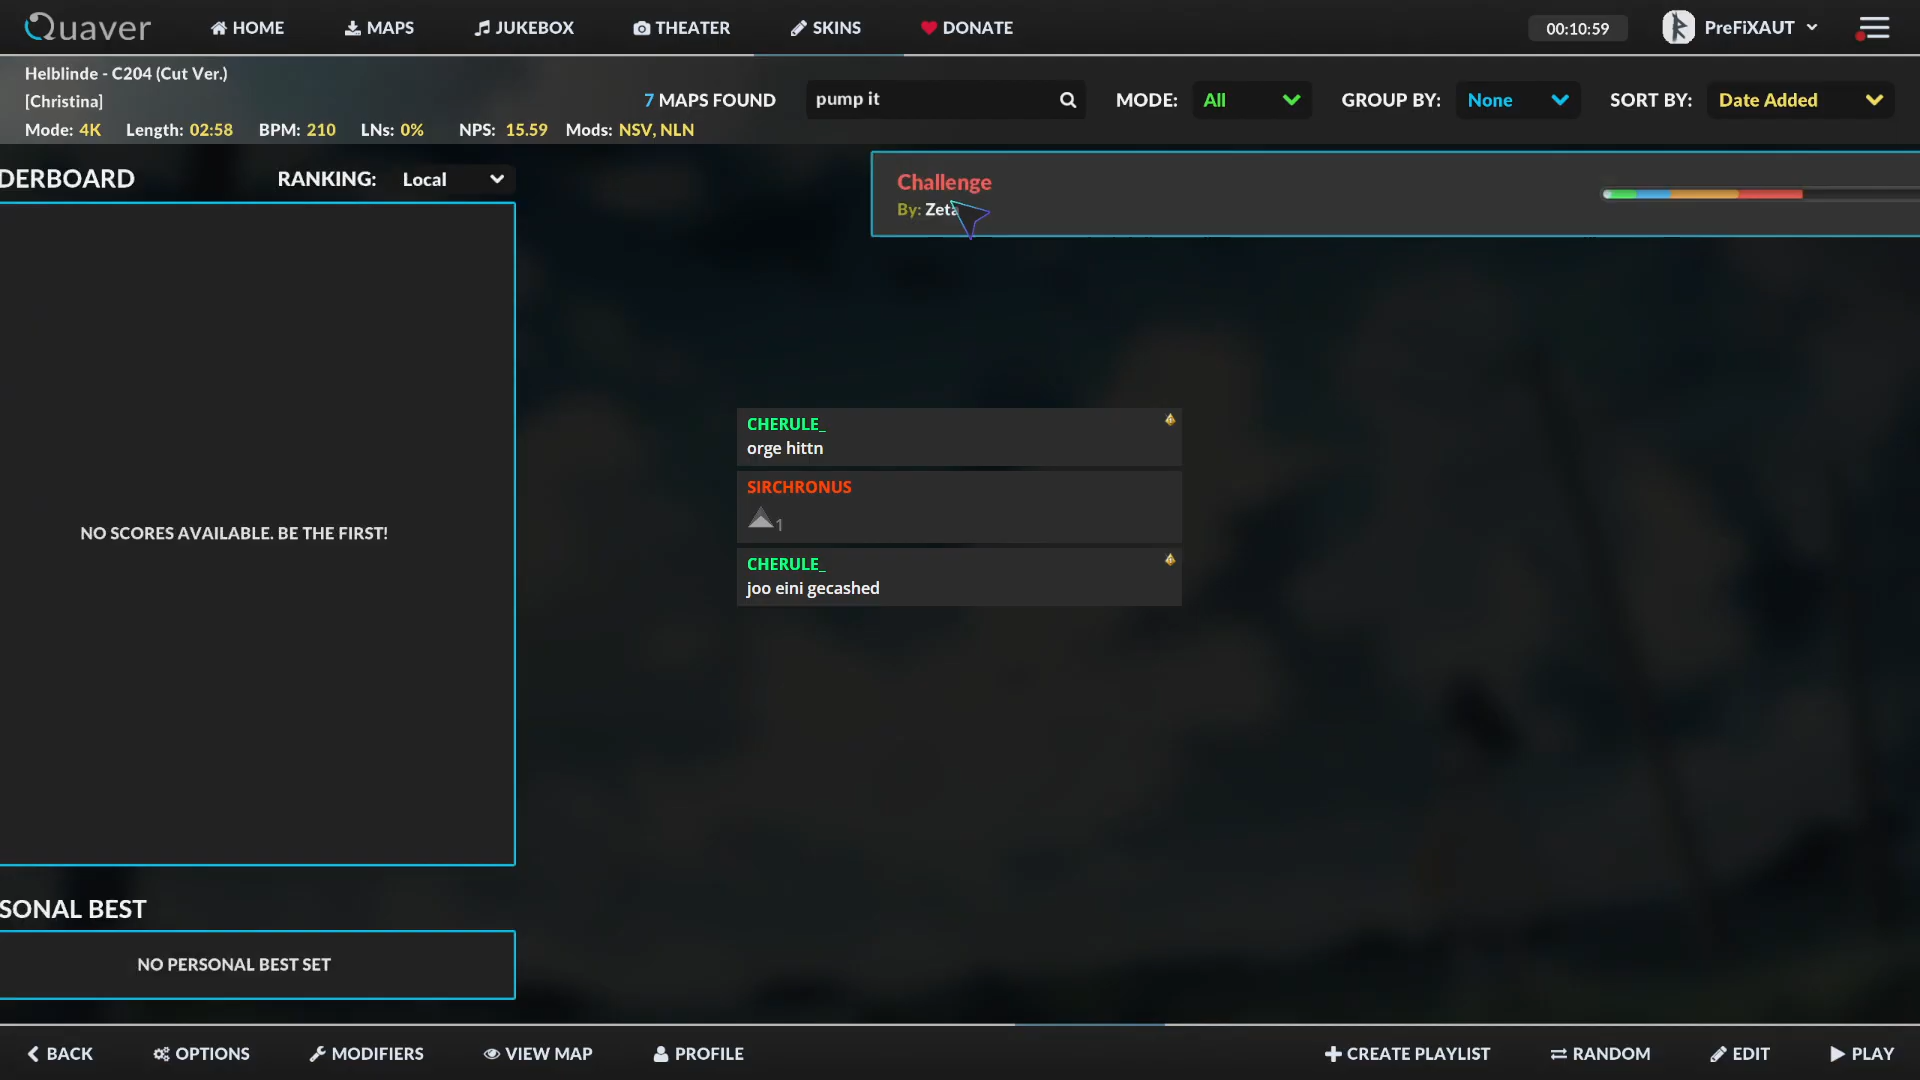 Quaver
HOME
MAPS
JUKEBOX
THEATER
SKINS
DONATE
00:10:59
PreFiXAUT
Helblinde - C204 (Cut Ver.)
[Christina]
Mode: 4K Length: 02:58 BPM: 210 LNs: 0% NPS: 15.59 Mods: NSV, NLN
7 MAPS FOUND
pump it
MODE: All
GROUP BY: None
SORT BY: Date Added
DERBOARD
RANKING: Local
Challenge
By: Zeta
NO SCORES AVAILABLE. BE THE FIRST!
CHERULE_
orge hittn
SIRCHRONUS
1
CHERULE_
joo eini gecashed
SONAL BEST
NO PERSONAL BEST SET
BACK
OPTIONS
MODIFIERS
VIEW MAP
PROFILE
CREATE PLAYLIST
RANDOM
EDIT
PLAY